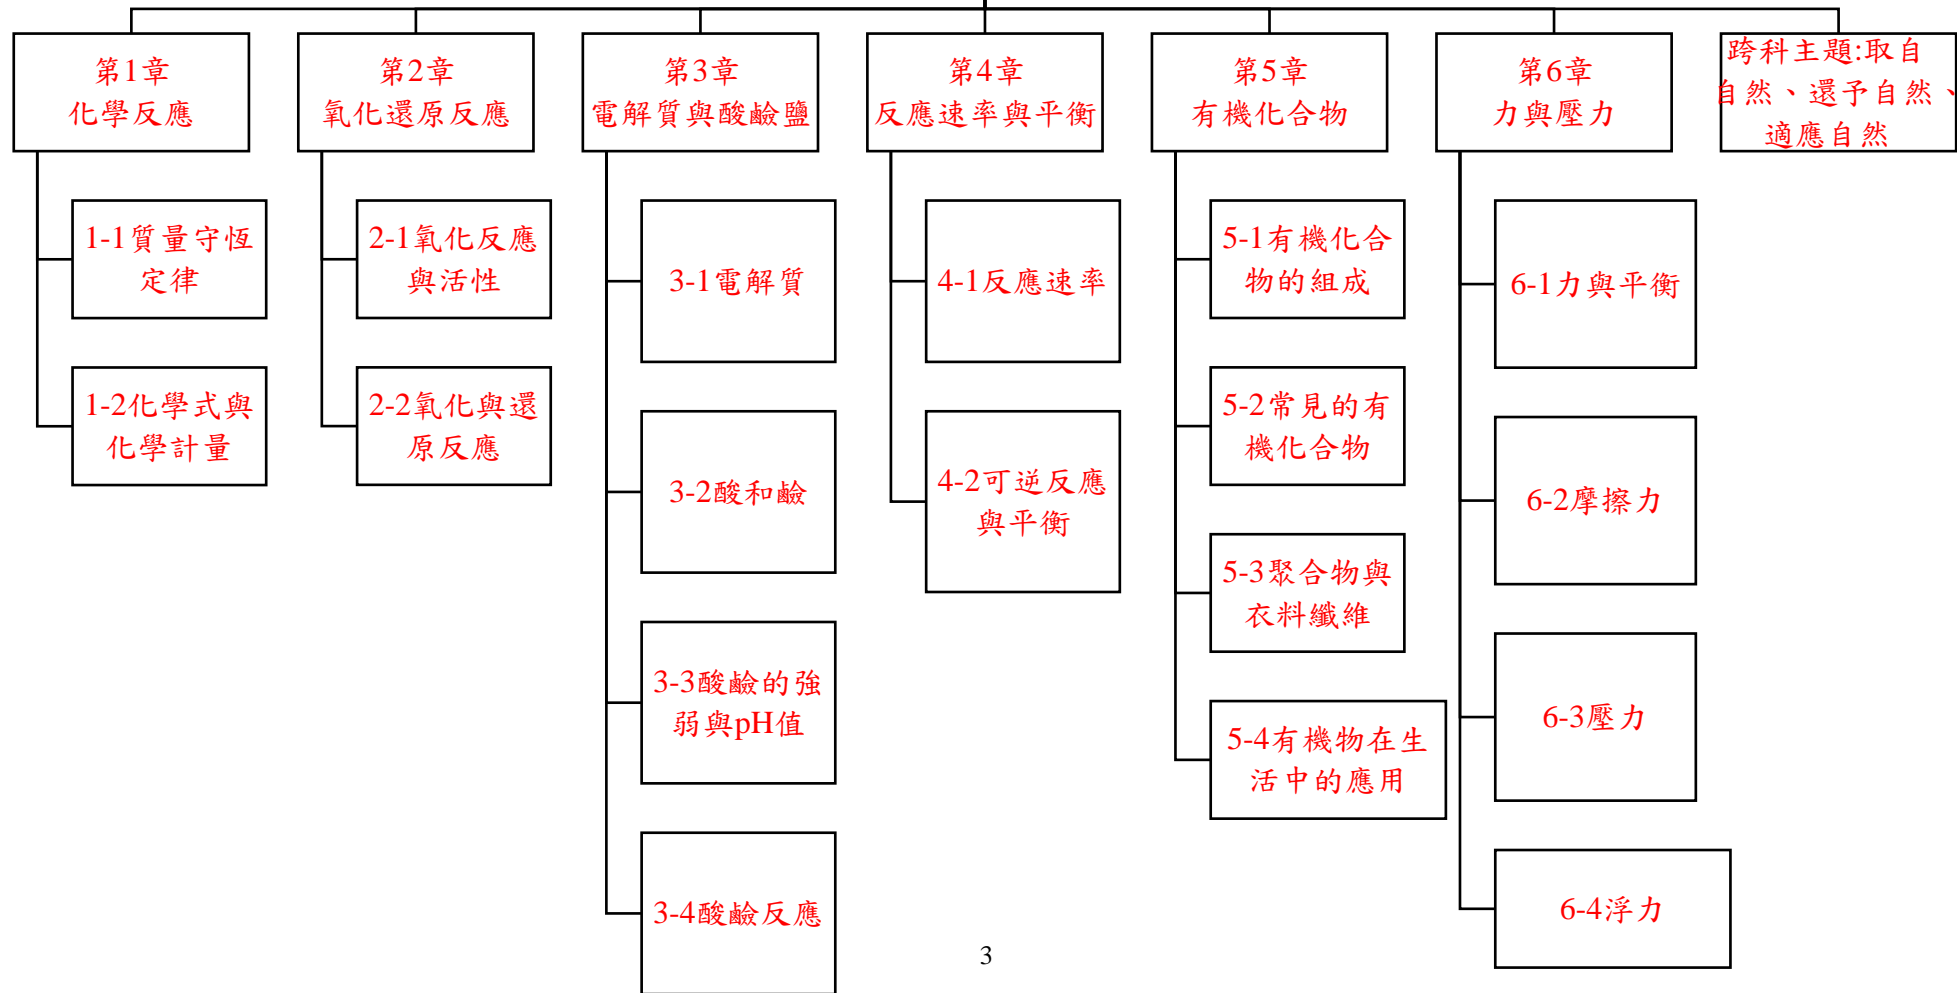 第1章
化學反應
第2章
氧化還原反應
第3章
電解質與酸鹼鹽
第4章
反應速率與平衡
第5章
有機化合物
第6章
力與壓力
跨科主題:取自
自然、還予自然、
適應自然
1-1質量守恆
定律
1-2化學式與
化學計量
2-1氧化反應
與活性
2-2氧化與還
原反應
3-1電解質
3-2酸和鹼
3-3酸鹼的強
弱與pH值
3-4酸鹼反應
4-1反應速率
4-2可逆反應
與平衡
5-1有機化合
物的組成
5-2常見的有
機化合物
5-3聚合物與
衣料纖維
5-4有機物在生
活中的應用
6-1力與平衡
6-2摩擦力
6-3壓力
6-4浮力
3